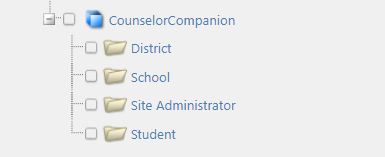 CounselorCompanion
District
School
Site Administrator
Student